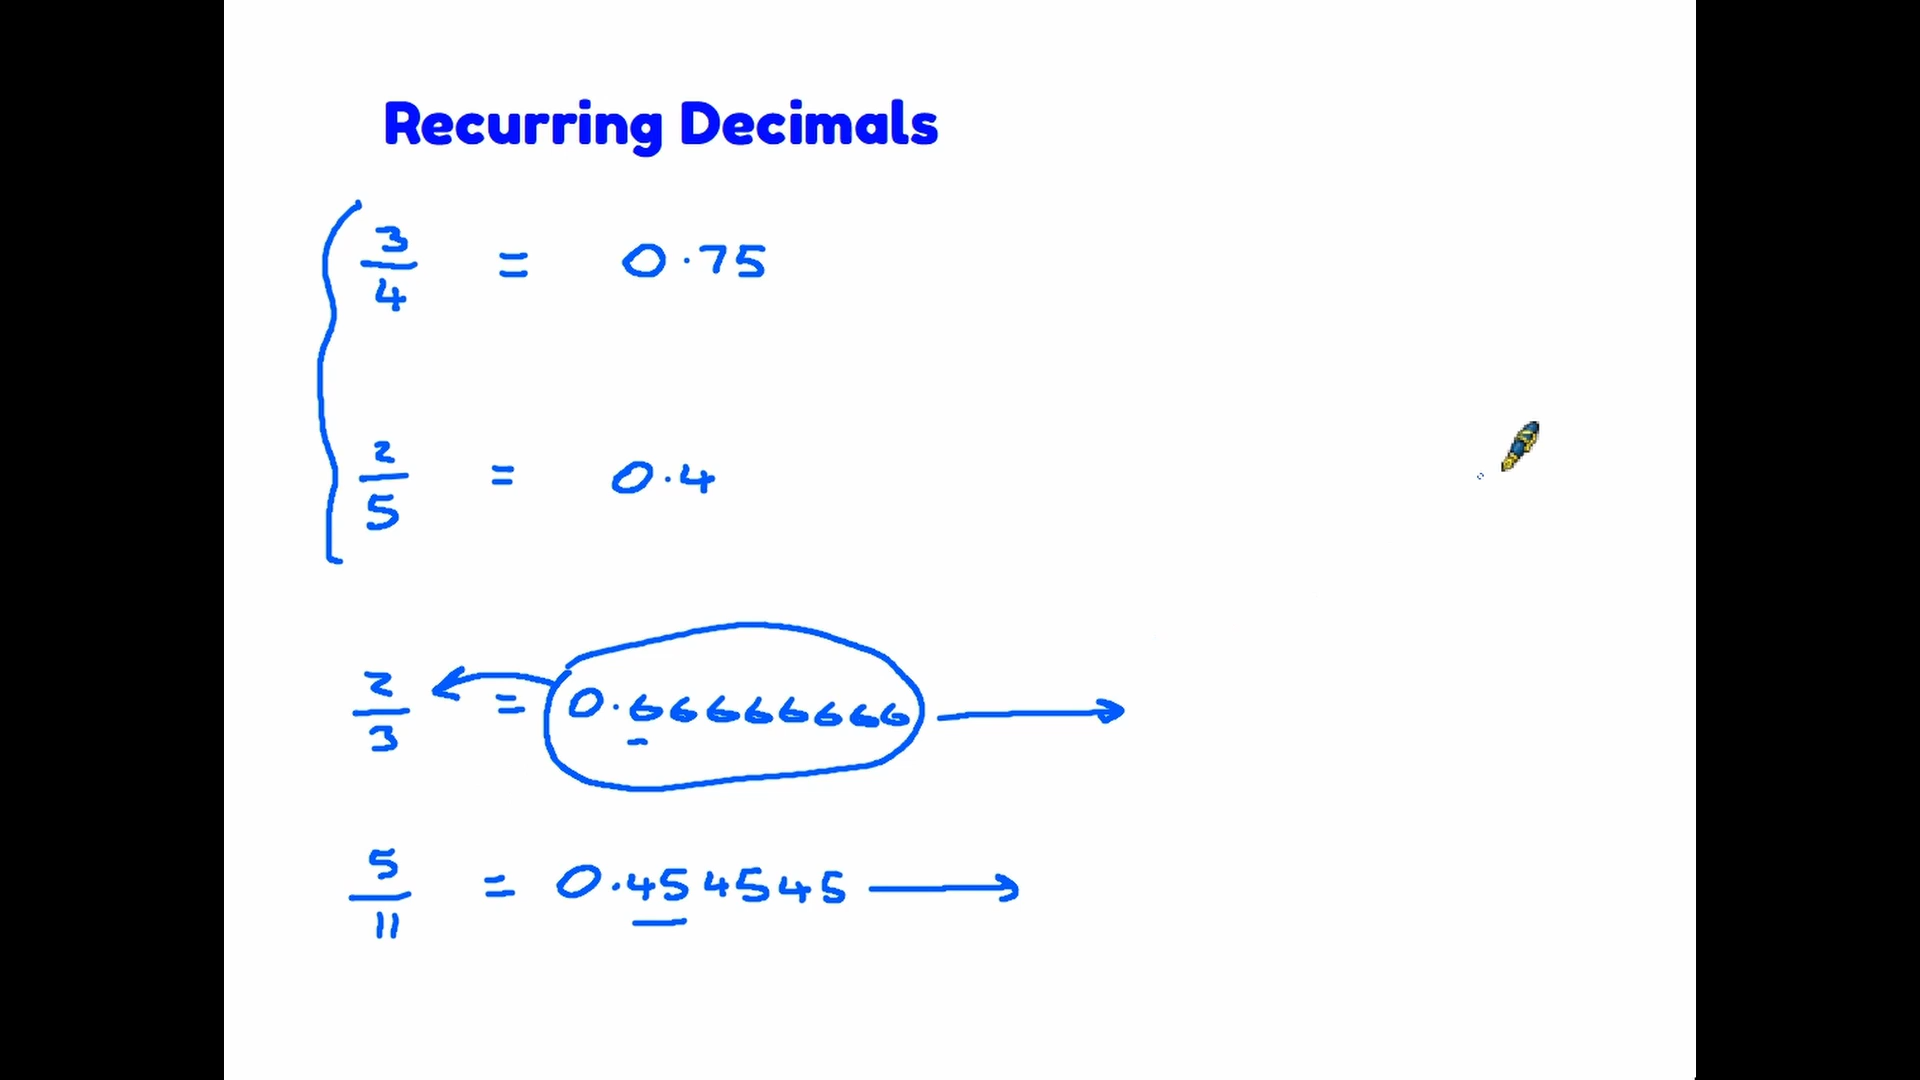 Recurring Decimals
3/4 = 0.75
2/5 = 0.4
2/3 = 0.66666666
5/11 = 0.454545